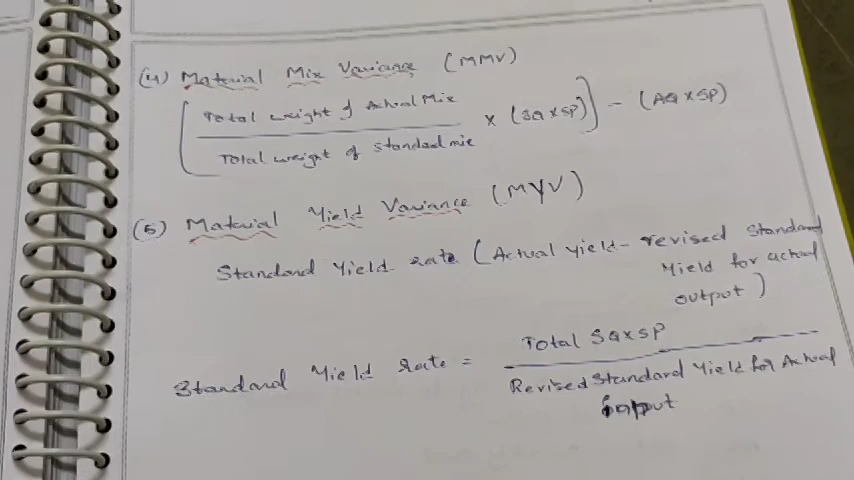 (4) Material Mix Variance (MMV)
[Total weight of Actual Mix / Total weight of standard mix × (SQ×SP)] - (AQ×SP)
(5) Material Yield Variance (MYV)
Standard Yield rate (Actual yield - revised Standard
Yield for actual
output)
Standard Yield rate = Total SQ×SP / Revised Standard Yield for Actual